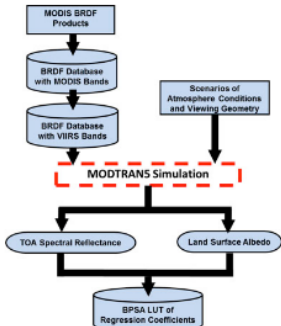 MODIS BRDF
Products
BRDF Database
with MODIS Bands
BRDF Database
with VIIRS Bands
Scenarios of
Atmosphere Conditions
and Viewing Geometry
MODTRAN5 Simulation
TOA Spectral Reflectance
Land Surface Albedo
BPSA LUT of
Regression Coefficients